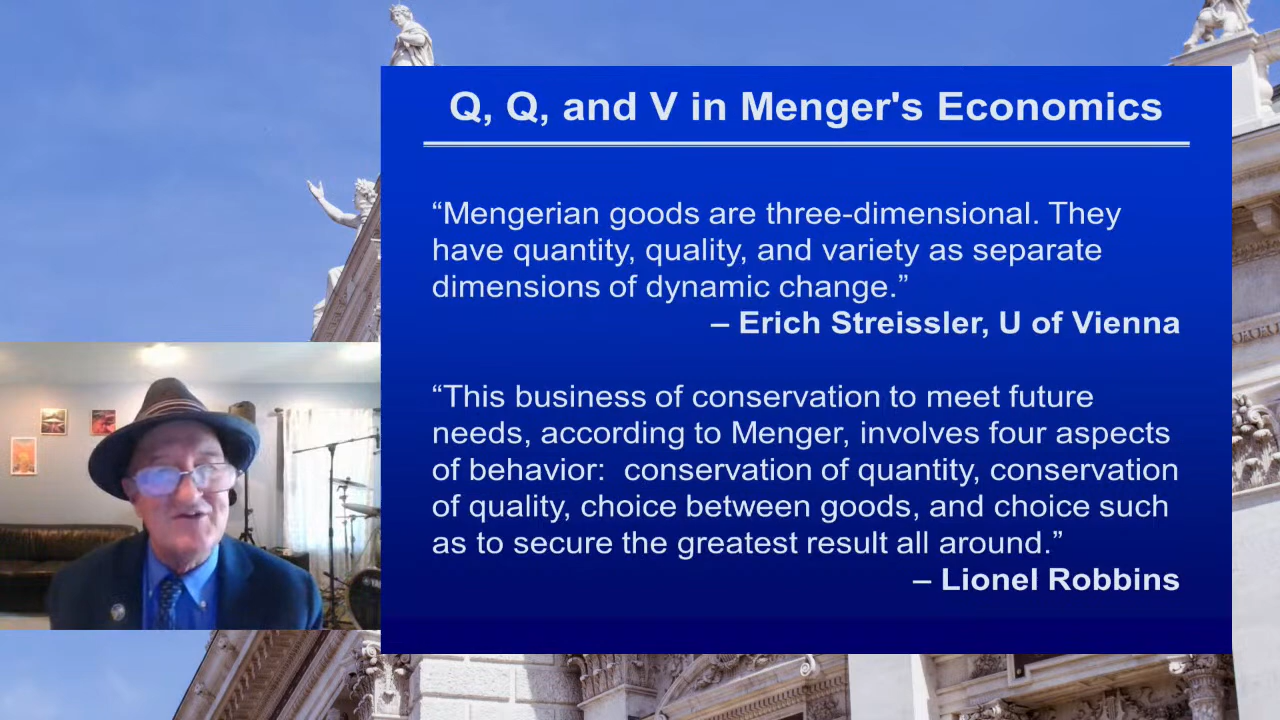 Q, Q, and V in Menger's Economics
“Mengerian goods are three-dimensional. They
have quantity, quality, and variety as separate
dimensions of dynamic change.”
– Erich Streissler, U of Vienna
“This business of conservation to meet future
needs, according to Menger, involves four aspects
of behavior:  conservation of quantity, conservation
of quality, choice between goods, and choice such
as to secure the greatest result all around.”
– Lionel Robbins